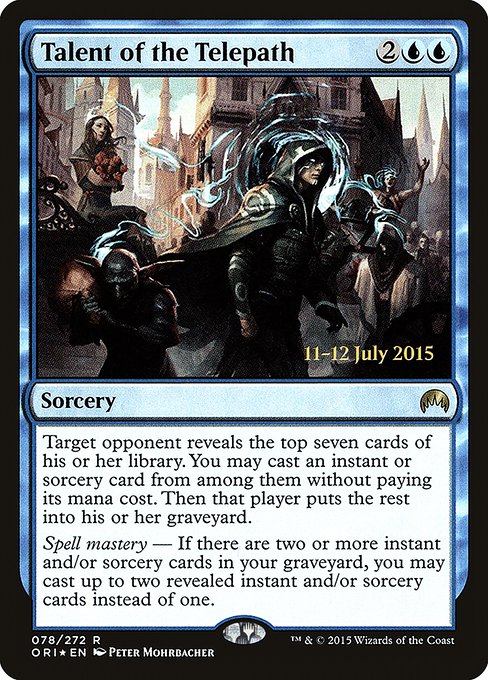 Talent of the Telepath 2
11–12 July 2015
Sorcery
Target opponent reveals the top seven cards of
his or her library. You may cast an instant or
sorcery card from among them without paying
its mana cost. Then that player puts the rest
into his or her graveyard.
Spell mastery — If there are two or more instant
and/or sorcery cards in your graveyard, you may
cast up to two revealed instant and/or sorcery
cards instead of one.
078/272 R
ORI★EN Peter Mohrbacher
™ & © 2015 Wizards of the Coast